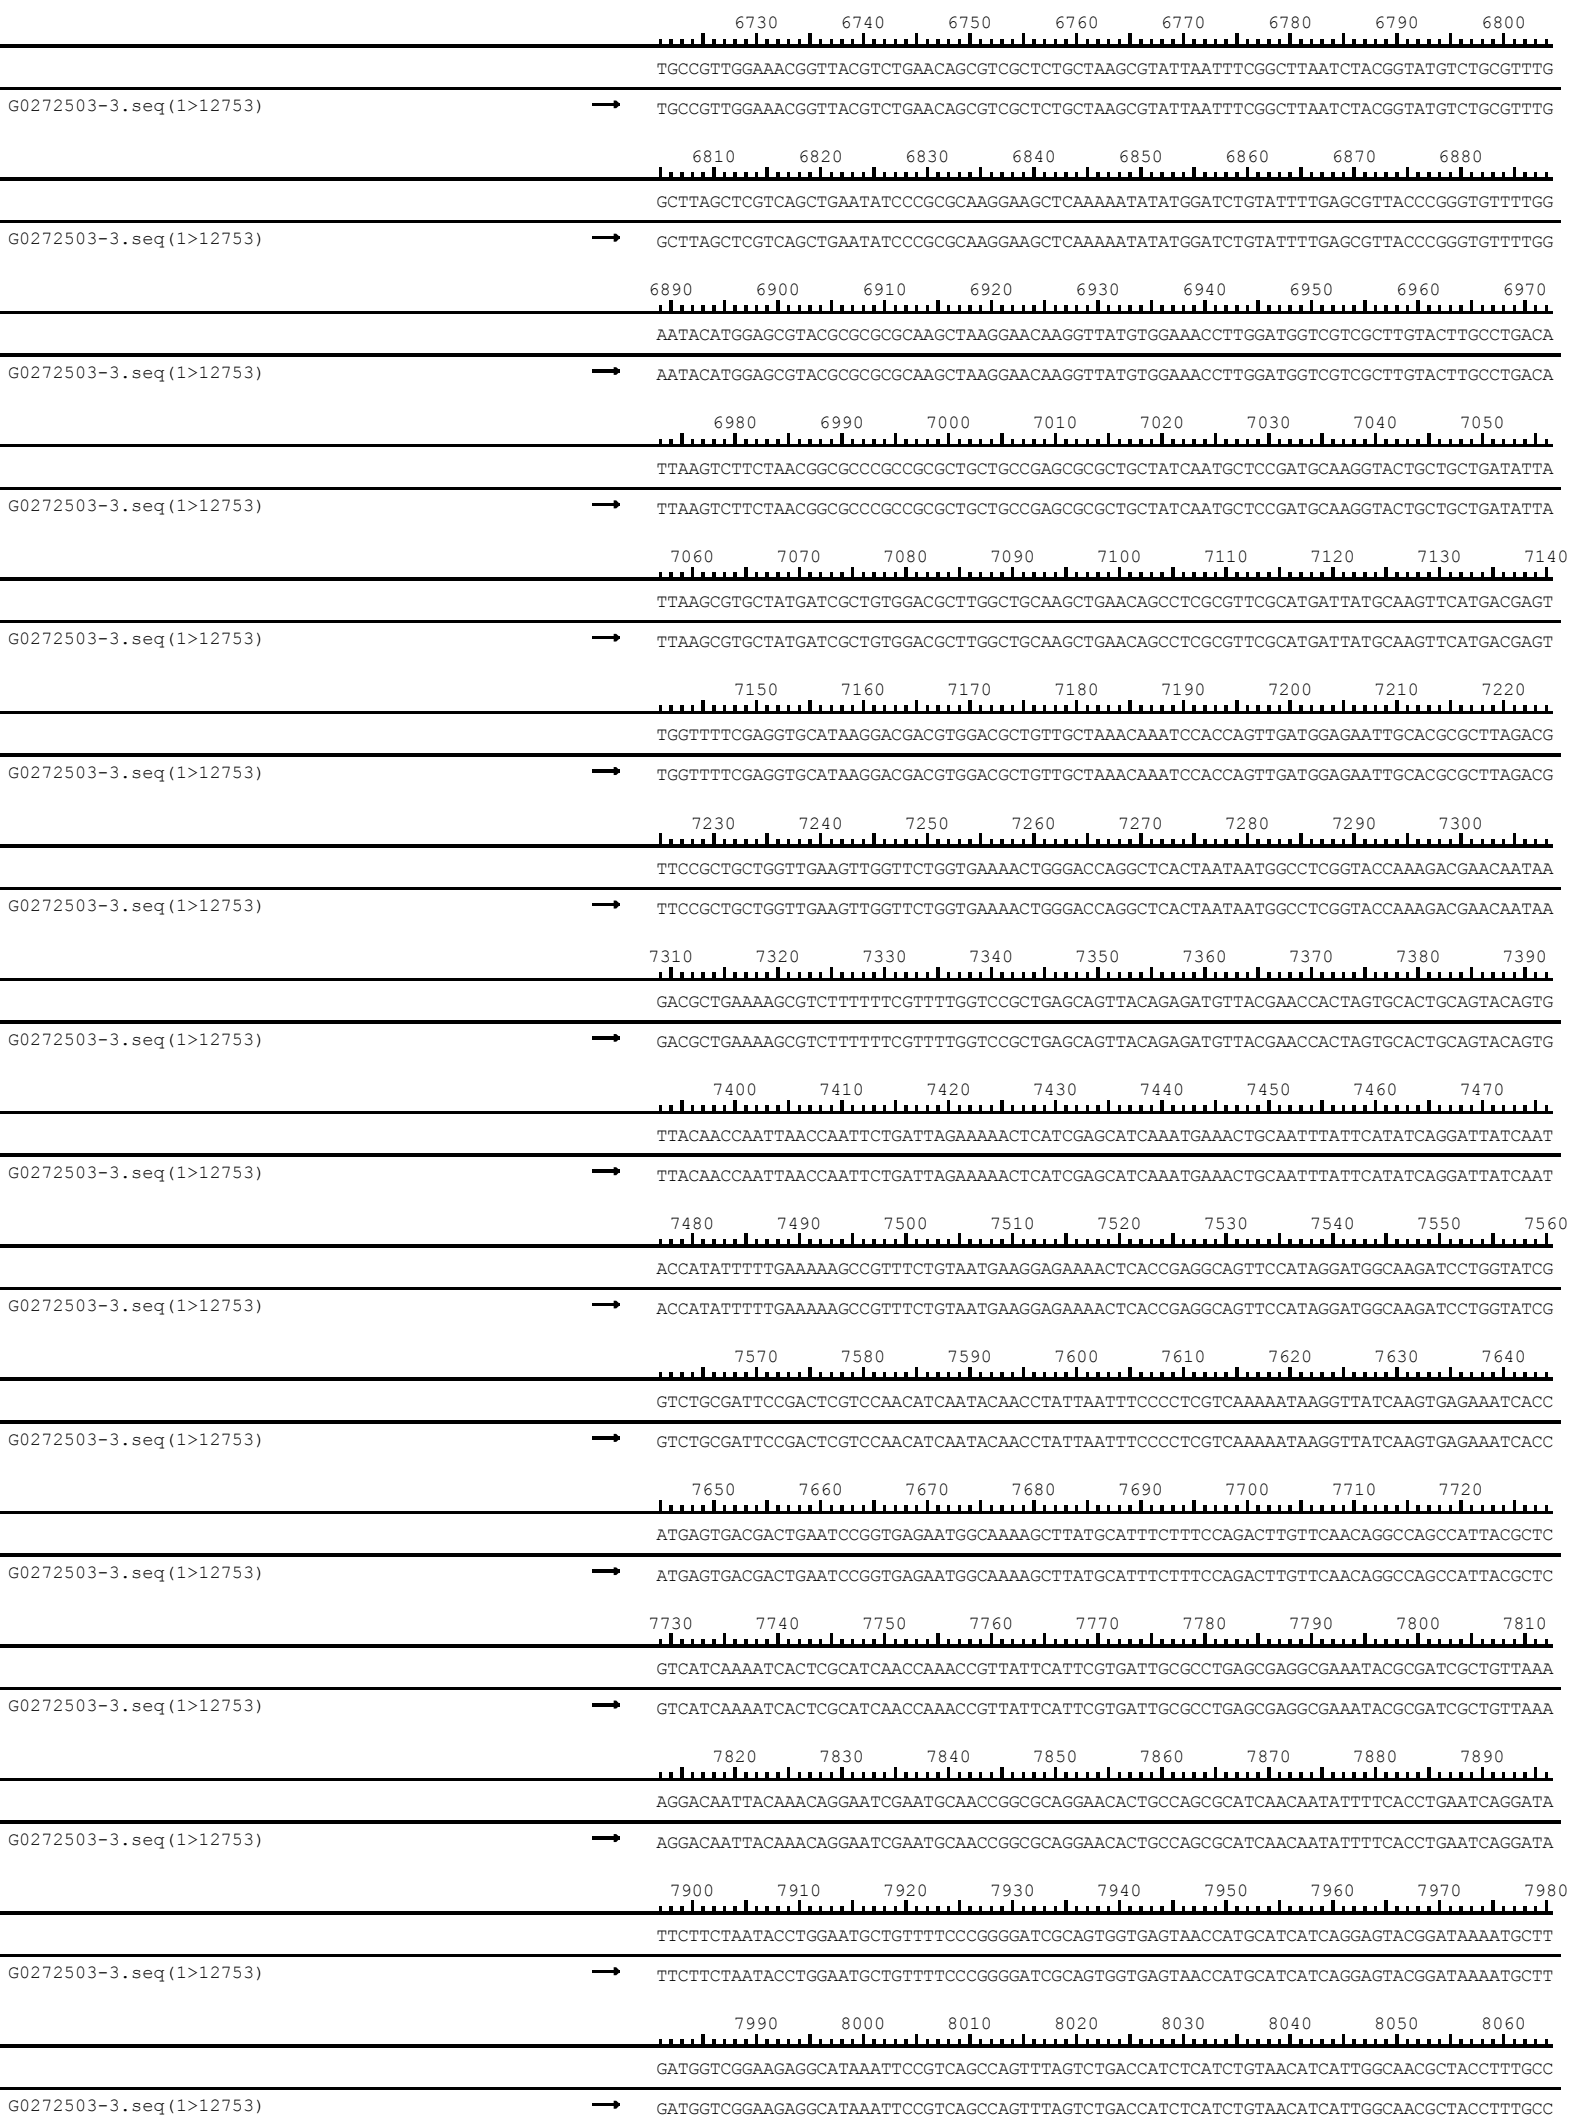 6730 6740 6750 6760 6770 6780 6790 6800
TGCCGTTGGAAACGGTTACGTCTGAACAGCGTCGCTCTGCTAAGCGTATTAATTTCGGCTTAATCTACGGTATGTCTGCGTTTG
G0272503-3.seq(1>12753) → TGCCGTTGGAAACGGTTACGTCTGAACAGCGTCGCTCTGCTAAGCGTATTAATTTCGGCTTAATCTACGGTATGTCTGCGTTTG
6810 6820 6830 6840 6850 6860 6870 6880
GCTTAGCTCGTCAGCTGAATATCCCGCGCAAGGAAGCTCAAAAATATATGGATCTGTATTTTGAGCGTTACCCGGGTGTTTTGG
G0272503-3.seq(1>12753) → GCTTAGCTCGTCAGCTGAATATCCCGCGCAAGGAAGCTCAAAAATATATGGATCTGTATTTTGAGCGTTACCCGGGTGTTTTGG
6890 6900 6910 6920 6930 6940 6950 6960 6970
AATACATGGAGCGTACGCGCGCGCAAGCTAAGGAACAAGGTTATGTGGAAACCTTGGATGGTCGTCGCTTGTACTTGCCTGACA
G0272503-3.seq(1>12753) → AATACATGGAGCGTACGCGCGCGCAAGCTAAGGAACAAGGTTATGTGGAAACCTTGGATGGTCGTCGCTTGTACTTGCCTGACA
6980 6990 7000 7010 7020 7030 7040 7050
TTAAGTCTTCTAACGGCGCCCGCCGCGCTGCTGCCGAGCGCGCTGCTATCAATGCTCCGATGCAAGGTACTGCTGCTGATATTA
G0272503-3.seq(1>12753) → TTAAGTCTTCTAACGGCGCCCGCCGCGCTGCTGCCGAGCGCGCTGCTATCAATGCTCCGATGCAAGGTACTGCTGCTGATATTA
7060 7070 7080 7090 7100 7110 7120 7130 7140
TTAAGCGTGCTATGATCGCTGTGGACGCTTGGCTGCAAGCTGAACAGCCTCGCGTTCGCATGATTATGCAAGTTCATGACGAGT
G0272503-3.seq(1>12753) → TTAAGCGTGCTATGATCGCTGTGGACGCTTGGCTGCAAGCTGAACAGCCTCGCGTTCGCATGATTATGCAAGTTCATGACGAGT
7150 7160 7170 7180 7190 7200 7210 7220
TGGTTTTCGAGGTGCATAAGGACGACGTGGACGCTGTTGCTAAACAAATCCACCAGTTGATGGAGAATTGCACGCGCTTAGACG
G0272503-3.seq(1>12753) → TGGTTTTCGAGGTGCATAAGGACGACGTGGACGCTGTTGCTAAACAAATCCACCAGTTGATGGAGAATTGCACGCGCTTAGACG
7230 7240 7250 7260 7270 7280 7290 7300
TTCCGCTGCTGGTTGAAGTTGGTTCTGGTGAAAACTGGGACCAGGCTCACTAATAATGGCCTCGGTACCAAAGACGAACAATAA
G0272503-3.seq(1>12753) → TTCCGCTGCTGGTTGAAGTTGGTTCTGGTGAAAACTGGGACCAGGCTCACTAATAATGGCCTCGGTACCAAAGACGAACAATAA
7310 7320 7330 7340 7350 7360 7370 7380 7390
GACGCTGAAAAGCGTCTTTTTTCGTTTTGGTCCGCTGAGCAGTTACAGAGATGTTACGAACCACTAGTGCACTGCAGTACAGTG
G0272503-3.seq(1>12753) → GACGCTGAAAAGCGTCTTTTTTCGTTTTGGTCCGCTGAGCAGTTACAGAGATGTTACGAACCACTAGTGCACTGCAGTACAGTG
7400 7410 7420 7430 7440 7450 7460 7470
TTACAACCAATTAACCAATTCTGATTAGAAAAACTCATCGAGCATCAAATGAAACTGCAATTTATTCATATCAGGATTATCAAT
G0272503-3.seq(1>12753) → TTACAACCAATTAACCAATTCTGATTAGAAAAACTCATCGAGCATCAAATGAAACTGCAATTTATTCATATCAGGATTATCAAT
7480 7490 7500 7510 7520 7530 7540 7550 7560
ACCATATTTTTGAAAAAGCCGTTTCTGTAATGAAGGAGAAAACTCACCGAGGCAGTTCCATAGGATGGCAAGATCCTGGTATCG
G0272503-3.seq(1>12753) → ACCATATTTTTGAAAAAGCCGTTTCTGTAATGAAGGAGAAAACTCACCGAGGCAGTTCCATAGGATGGCAAGATCCTGGTATCG
7570 7580 7590 7600 7610 7620 7630 7640
GTCTGCGATTCCGACTCGTCCAACATCAATACAACCTATTAATTTCCCCTCGTCAAAAATAAGGTTATCAAGTGAGAAATCACC
G0272503-3.seq(1>12753) → GTCTGCGATTCCGACTCGTCCAACATCAATACAACCTATTAATTTCCCCTCGTCAAAAATAAGGTTATCAAGTGAGAAATCACC
7650 7660 7670 7680 7690 7700 7710 7720
ATGAGTGACGACTGAATCCGGTGAGAATGGCAAAAGCTTATGCATTTCTTTCCAGACTTGTTCAACAGGCCAGCCATTACGCTC
G0272503-3.seq(1>12753) → ATGAGTGACGACTGAATCCGGTGAGAATGGCAAAAGCTTATGCATTTCTTTCCAGACTTGTTCAACAGGCCAGCCATTACGCTC
7730 7740 7750 7760 7770 7780 7790 7800 7810
GTCATCAAAATCACTCGCATCAACCAAACCGTTATTCATTCGTGATTGCGCCTGAGCGAGGCGAAATACGCGATCGCTGTTAAA
G0272503-3.seq(1>12753) → GTCATCAAAATCACTCGCATCAACCAAACCGTTATTCATTCGTGATTGCGCCTGAGCGAGGCGAAATACGCGATCGCTGTTAAA
7820 7830 7840 7850 7860 7870 7880 7890
AGGACAATTACAAACAGGAATCGAATGCAACCGGCGCAGGAACACTGCCAGCGCATCAACAATATTTTCACCTGAATCAGGATA
G0272503-3.seq(1>12753) → AGGACAATTACAAACAGGAATCGAATGCAACCGGCGCAGGAACACTGCCAGCGCATCAACAATATTTTCACCTGAATCAGGATA
7900 7910 7920 7930 7940 7950 7960 7970 7980
TTCTTCTAATACCTGGAATGCTGTTTTCCCGGGGATCGCAGTGGTGAGTAACCATGCATCATCAGGAGTACGGATAAAATGCTT
G0272503-3.seq(1>12753) → TTCTTCTAATACCTGGAATGCTGTTTTCCCGGGGATCGCAGTGGTGAGTAACCATGCATCATCAGGAGTACGGATAAAATGCTT
7990 8000 8010 8020 8030 8040 8050 8060
GATGGTCGGAAGAGGCATAAATTCCGTCAGCCAGTTTAGTCTGACCATCTCATCTGTAACATCATTGGCAACGCTACCTTTGCC
G0272503-3.seq(1>12753) → GATGGTCGGAAGAGGCATAAATTCCGTCAGCCAGTTTAGTCTGACCATCTCATCTGTAACATCATTGGCAACGCTACCTTTGCC